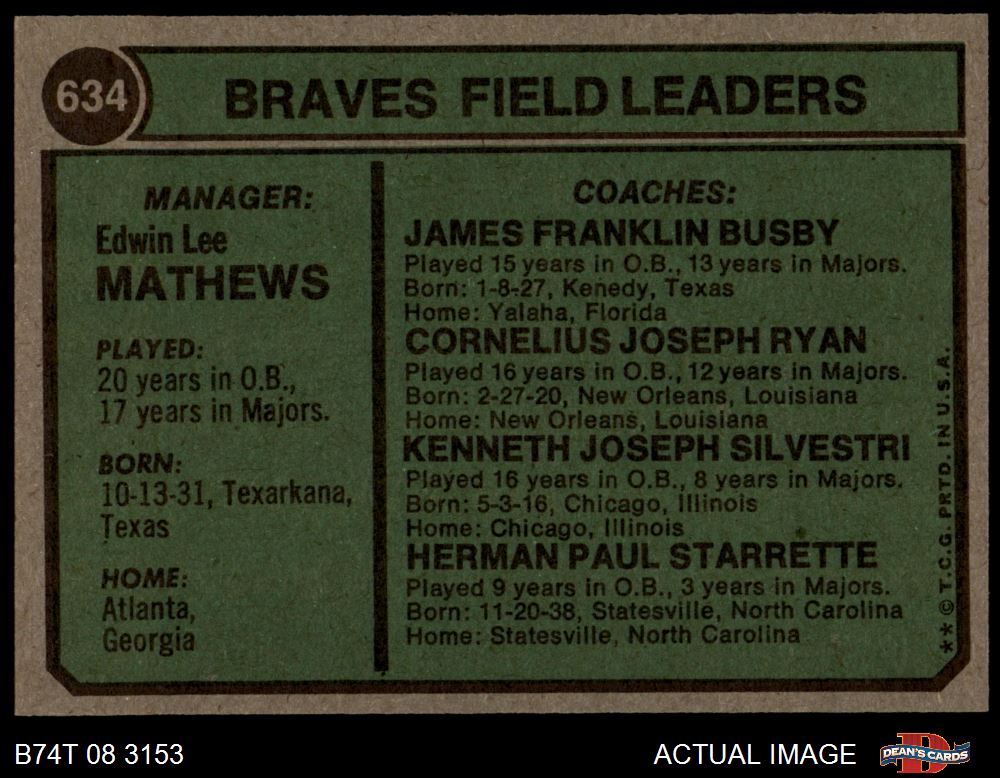 634
BRAVES FIELD LEADERS
MANAGER:
Edwin Lee
MATHEWS
PLAYED:
20 years in O.B.,
17 years in Majors.
BORN:
10-13-31, Texarkana,
Texas
HOME:
Atlanta,
Georgia
COACHES:
JAMES FRANKLIN BUSBY
Played 15 years in O.B., 13 years in Majors.
Born: 1-8-27, Kenedy, Texas
Home: Yalaha, Florida
CORNELIUS JOSEPH RYAN
Played 16 years in O.B., 12 years in Majors.
Born: 2-27-20, New Orleans, Louisiana
Home: New Orleans, Louisiana
KENNETH JOSEPH SILVESTRI
Played 16 years in O.B., 8 years in Majors.
Born: 5-3-16, Chicago, Illinois
Home: Chicago, Illinois
HERMAN PAUL STARRETTE
Played 9 years in O.B., 3 years in Majors.
Born: 11-20-38, Statesville, North Carolina
Home: Statesville, North Carolina
** © T.C.G. PRTD. IN U.S.A.
B74T 08 3153
ACTUAL IMAGE
DEAN'S CARDS